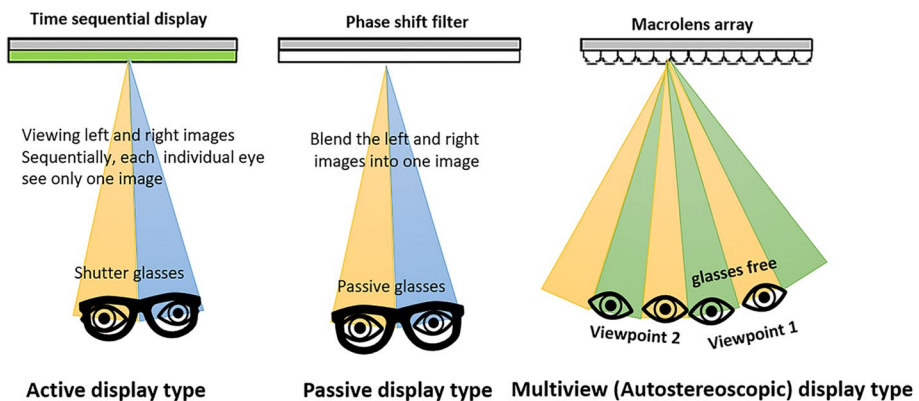 Time sequential display
Viewing left and right images
Sequentially, each individual eye
see only one image
Shutter glasses
Active display type
Phase shift filter
Blend the left and right
images into one image
Passive glasses
Passive display type
Macrolens array
glasses free
Viewpoint 2
Viewpoint 1
Multiview (Autostereoscopic) display type